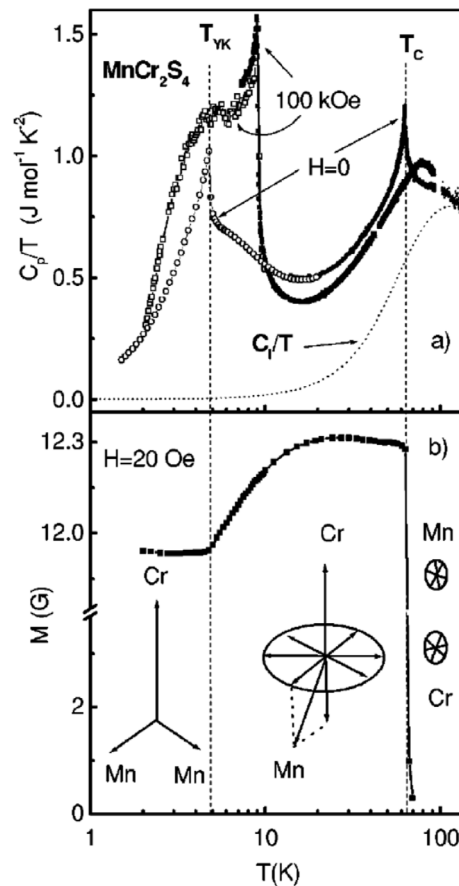 1.5
T_YK
T_C
MnCr₂S₄
100 kOe
1.0
H=0
C_p/T (J mol⁻¹ K⁻²)
0.5
C_l/T
a)
0.0
12.3
H=20 Oe
b)
Mn
12.0
Cr
Cr
M (G)
Cr
2
Mn
Mn
Mn
0
1
10
100
T(K)